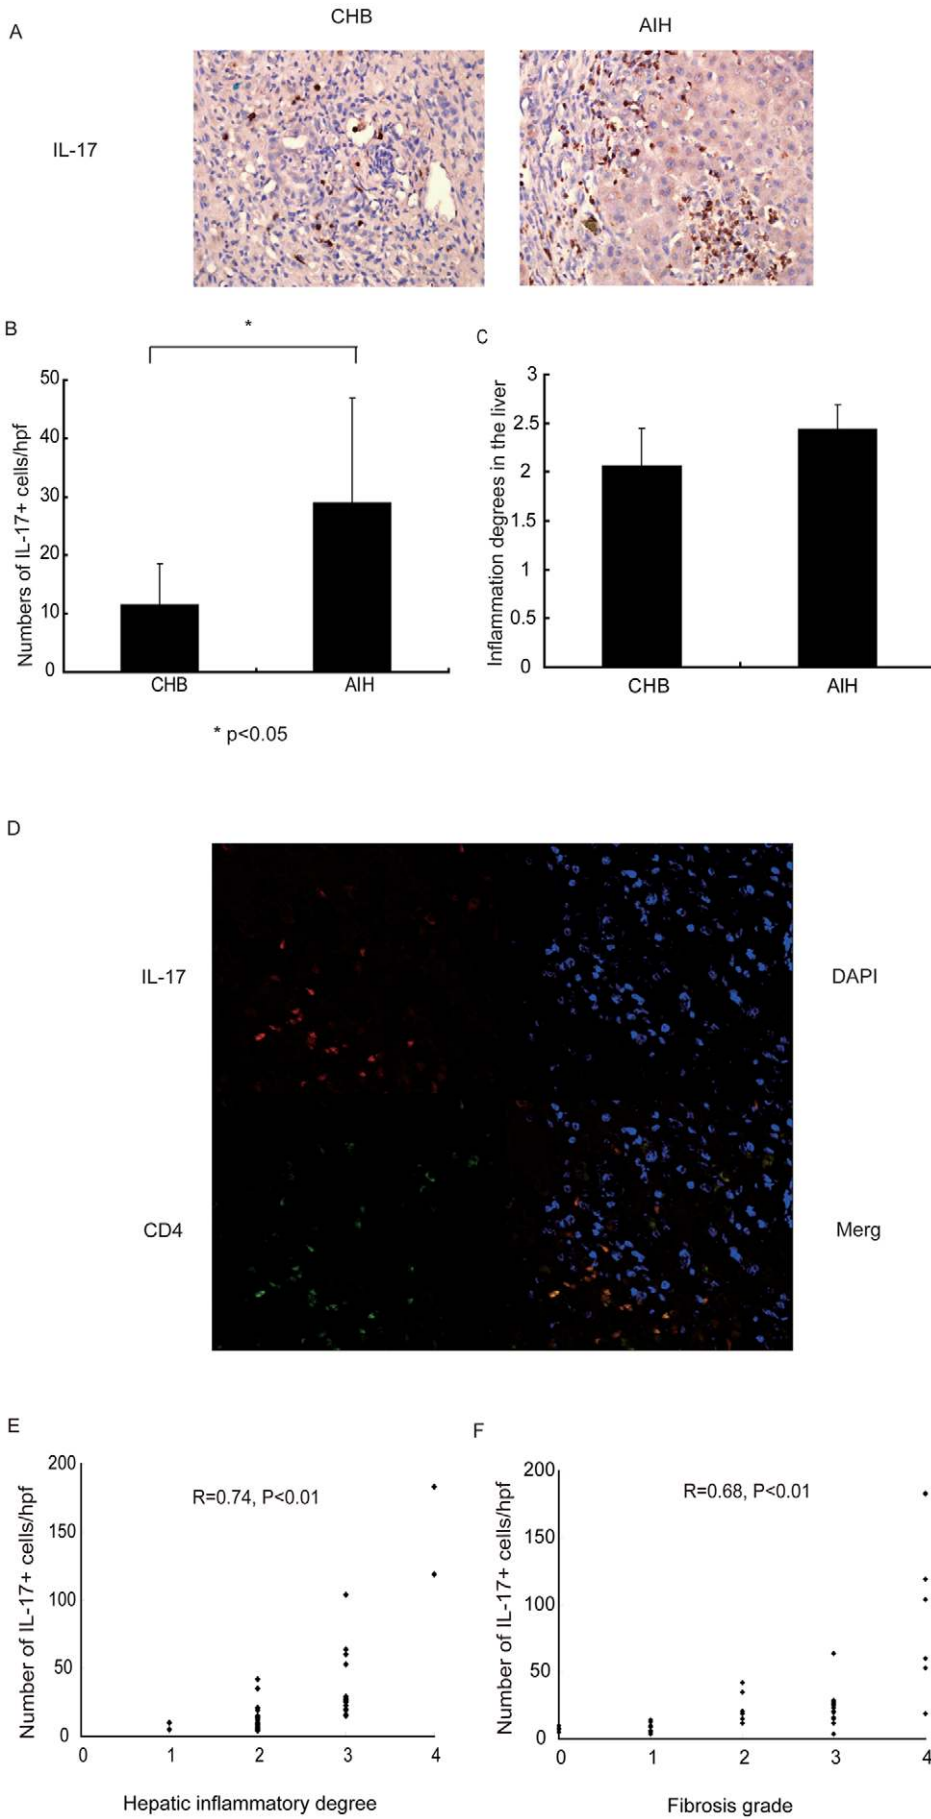 A
CHB
AIH
IL-17
B
*
Numbers of IL-17+ cells/hpf
50
40
30
20
10
0
CHB
AIH
* p<0.05
C
Inflammation degrees in the liver
3
2.5
2
1.5
1
0.5
0
CHB
AIH
D
IL-17
DAPI
CD4
Merg
E
Number of IL-17+ cells/hpf
200
150
100
50
0
R=0.74, P<0.01
0 1 2 3 4
Hepatic inflammatory degree
F
Number of IL-17+ cells/hpf
200
150
100
50
0
R=0.68, P<0.01
0 1 2 3 4
Fibrosis grade